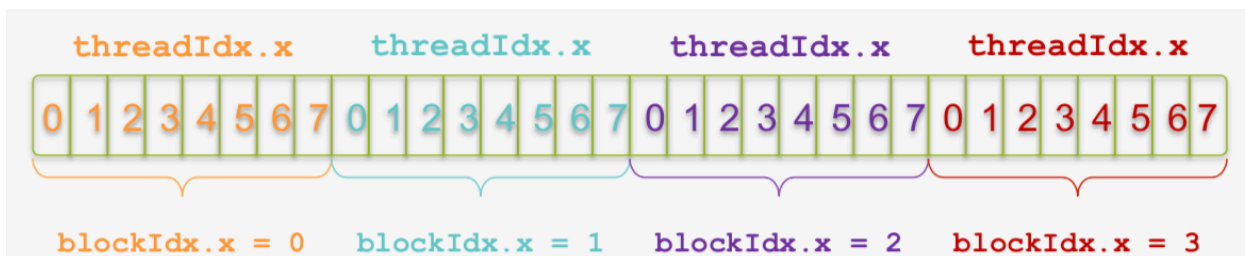 threadIdx.x threadIdx.x threadIdx.x threadIdx.x
0 1 2 3 4 5 6 7 0 1 2 3 4 5 6 7 0 1 2 3 4 5 6 7 0 1 2 3 4 5 6 7
blockIdx.x = 0 blockIdx.x = 1 blockIdx.x = 2 blockIdx.x = 3